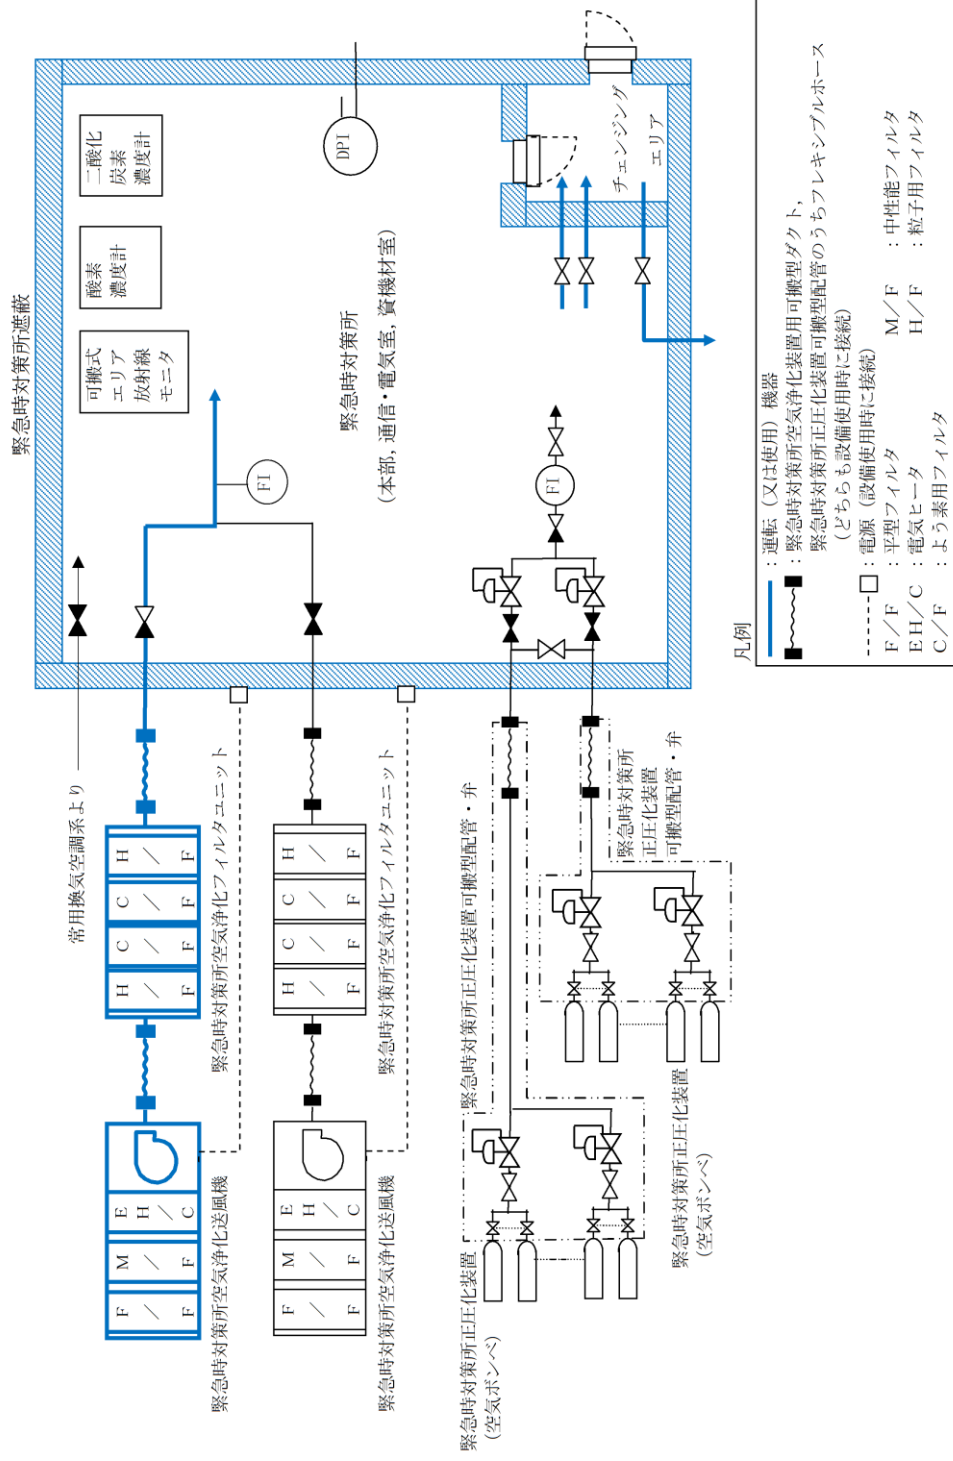 緊急時対策所遮蔽
二酸化
炭素
濃度計
酸素
濃度計
可搬式
エリア
放射線
モニタ
DPI
チェンジング
エリア
緊急時対策所
(本部, 通信・電気室, 資機材室)
FI
FI
常用換気空調系より
F/F
M/F
EH/C
H/F
C/F
C/F
H/F
緊急時対策所空気浄化送風機
緊急時対策所空気浄化フィルタユニット
F/F
M/F
EH/C
H/F
C/F
C/F
H/F
緊急時対策所空気浄化送風機
緊急時対策所空気浄化フィルタユニット
緊急時対策所正圧化装置可搬型配管・弁
緊急時対策所正圧化装置
(空気ボンベ)
緊急時対策所
正圧化装置
可搬型配管・弁
緊急時対策所正圧化装置
(空気ボンベ)
凡例
:運転(又は使用)機器
:緊急時対策所空気浄化装置用可搬型ダクト,
緊急時対策所正圧化装置可搬型配管のうちフレキシブルホース
(どちらも設備使用時に接続)
:電源(設備使用時に接続)
F/F :平型フィルタ M/F :中性能フィルタ
EH/C :電気ヒータ H/F :粒子用フィルタ
C/F :よう素用フィルタ